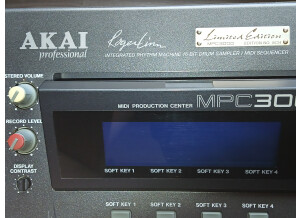 AKAI
professional
Roger Linn
INTEGRATED RHYTHM MACHINE 16 BIT DRUM SAMPLER / MIDI SEQUENCER
Limited Edition
STEREO VOLUME
RECORD LEVEL
DISPLAY
CONTRAST
MIDI PRODUCTION CENTER
MPC30
SOFT KEY 1 SOFT KEY 2 SOFT KEY 3 SOFT KEY 4
SOFT KEY 1 SOFT KEY 2 SOFT KEY 3 SOFT KEY 4